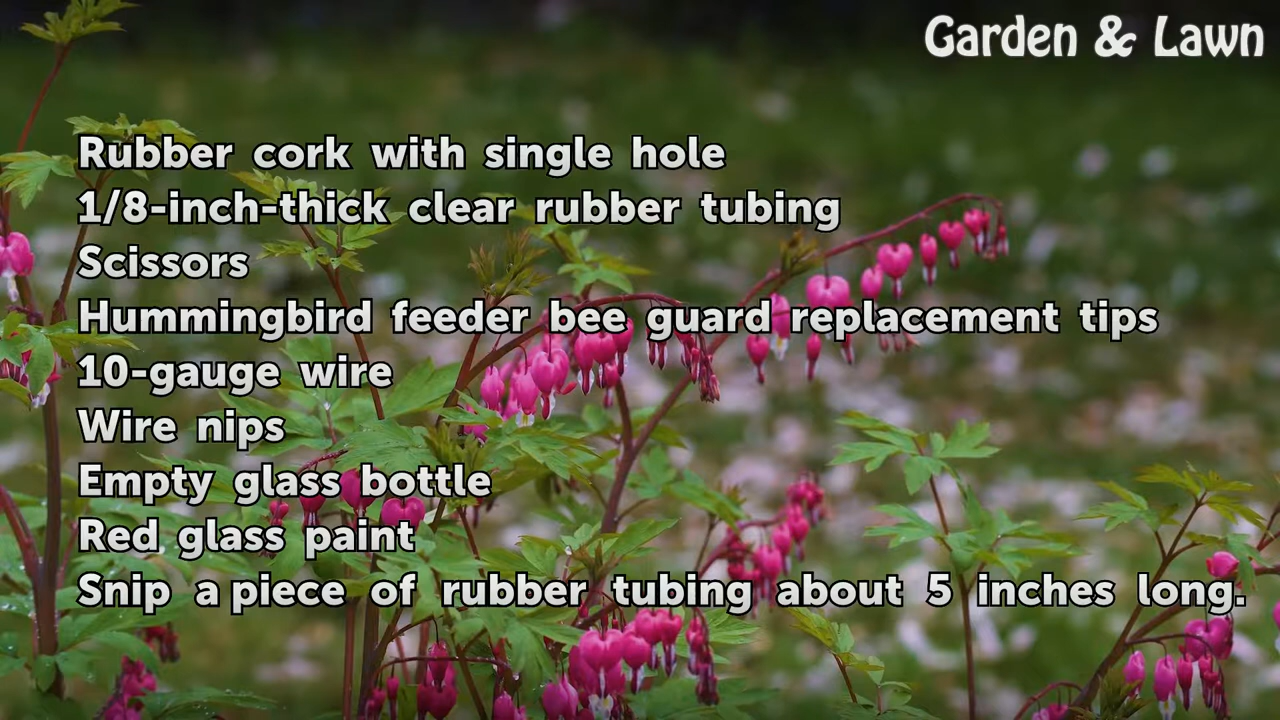 Garden & Lawn
Rubber cork with single hole
1/8-inch-thick clear rubber tubing
Scissors
Hummingbird feeder bee guard replacement tips
10-gauge wire
Wire nips
Empty glass bottle
Red glass paint
Snip a piece of rubber tubing about 5 inches long.